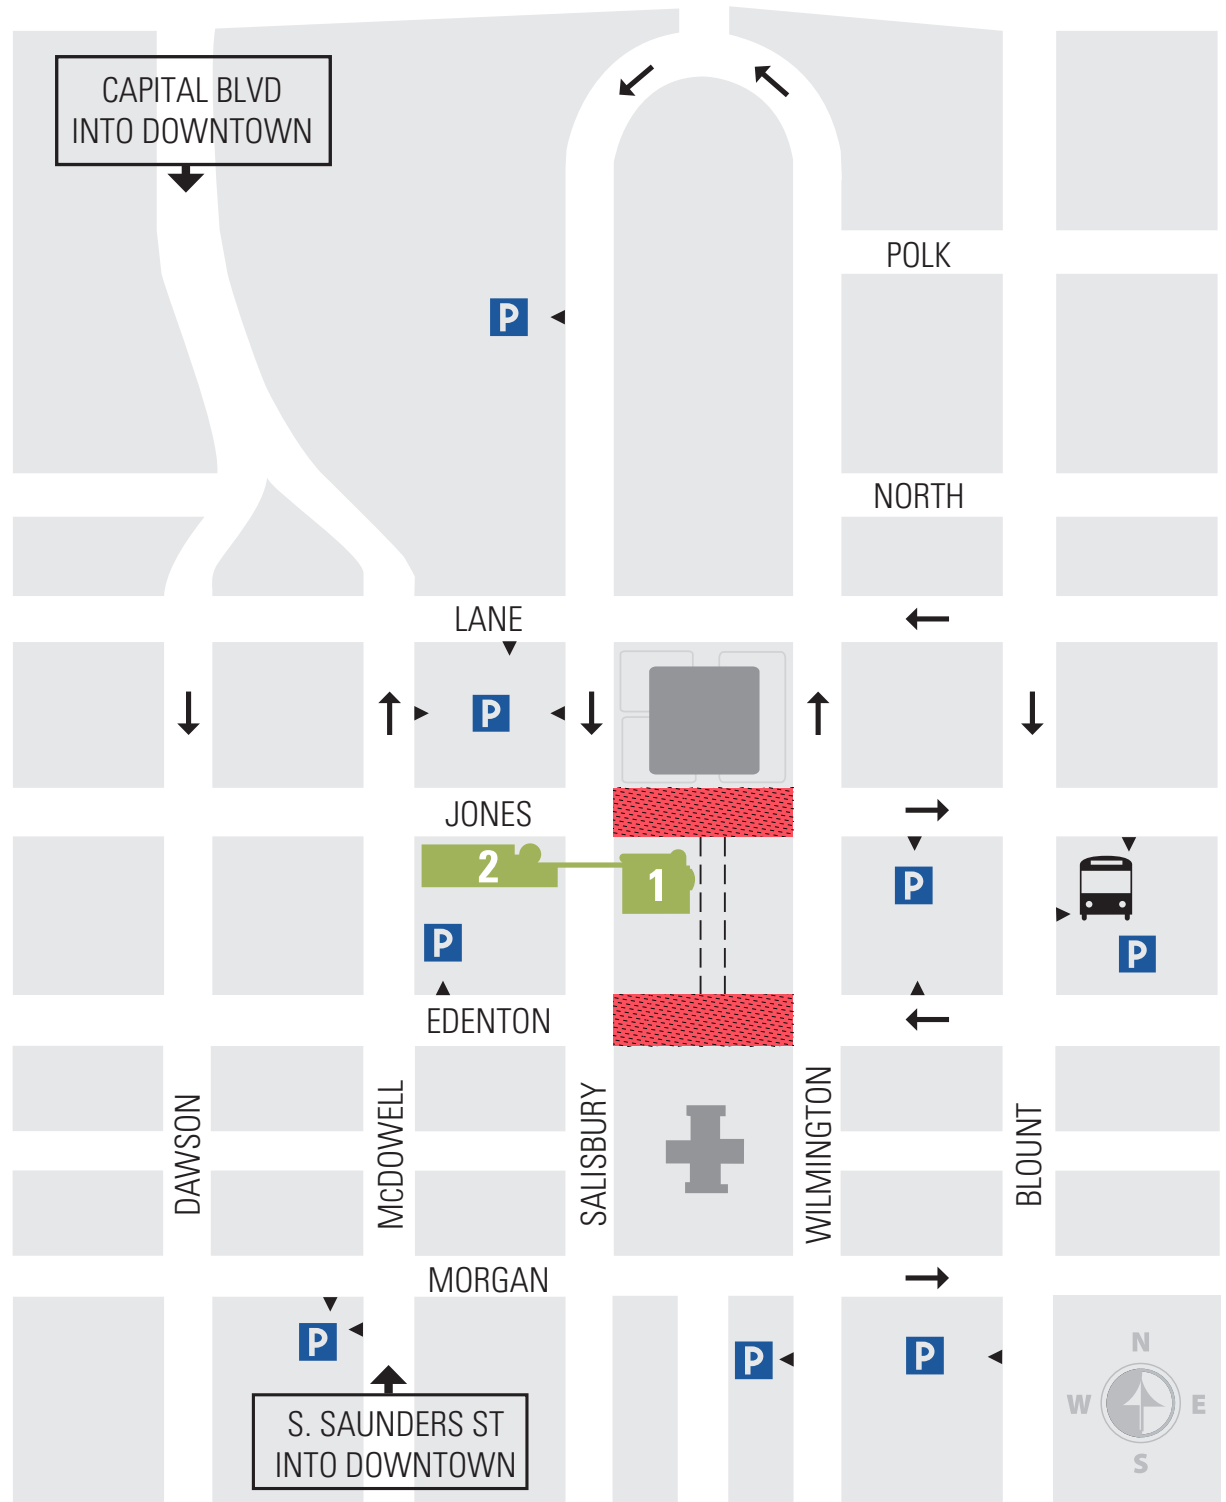 CAPITAL BLVD
INTO DOWNTOWN
POLK
P
NORTH
LANE
P
JONES
2
1
P
P
P
EDENTON
DAWSON
McDOWELL
SALISBURY
WILMINGTON
BLOUNT
MORGAN
P
P
P
N
W
E
S
S. SAUNDERS ST
INTO DOWNTOWN